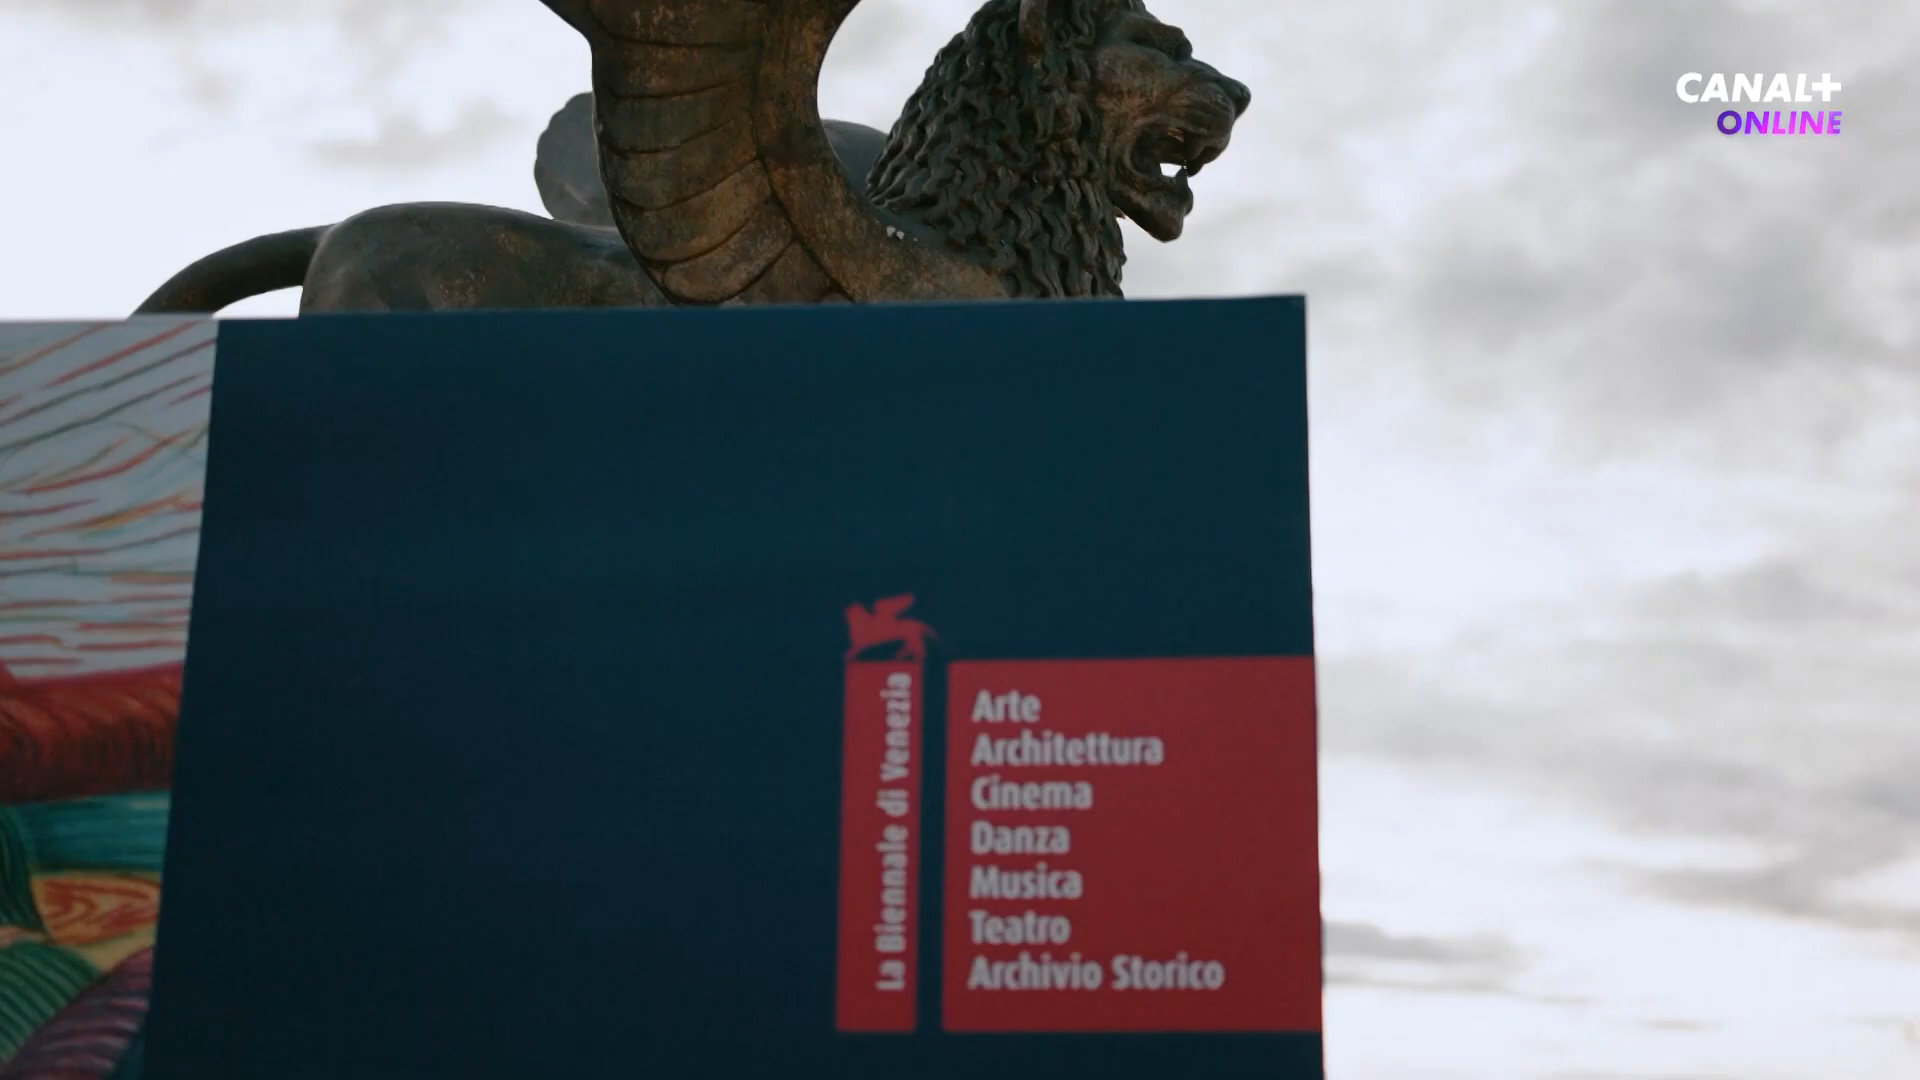 CANAL+
ONLINE
La Biennale di Venezia
Arte
Architettura
Cinema
Danza
Musica
Teatro
Archivio Storico